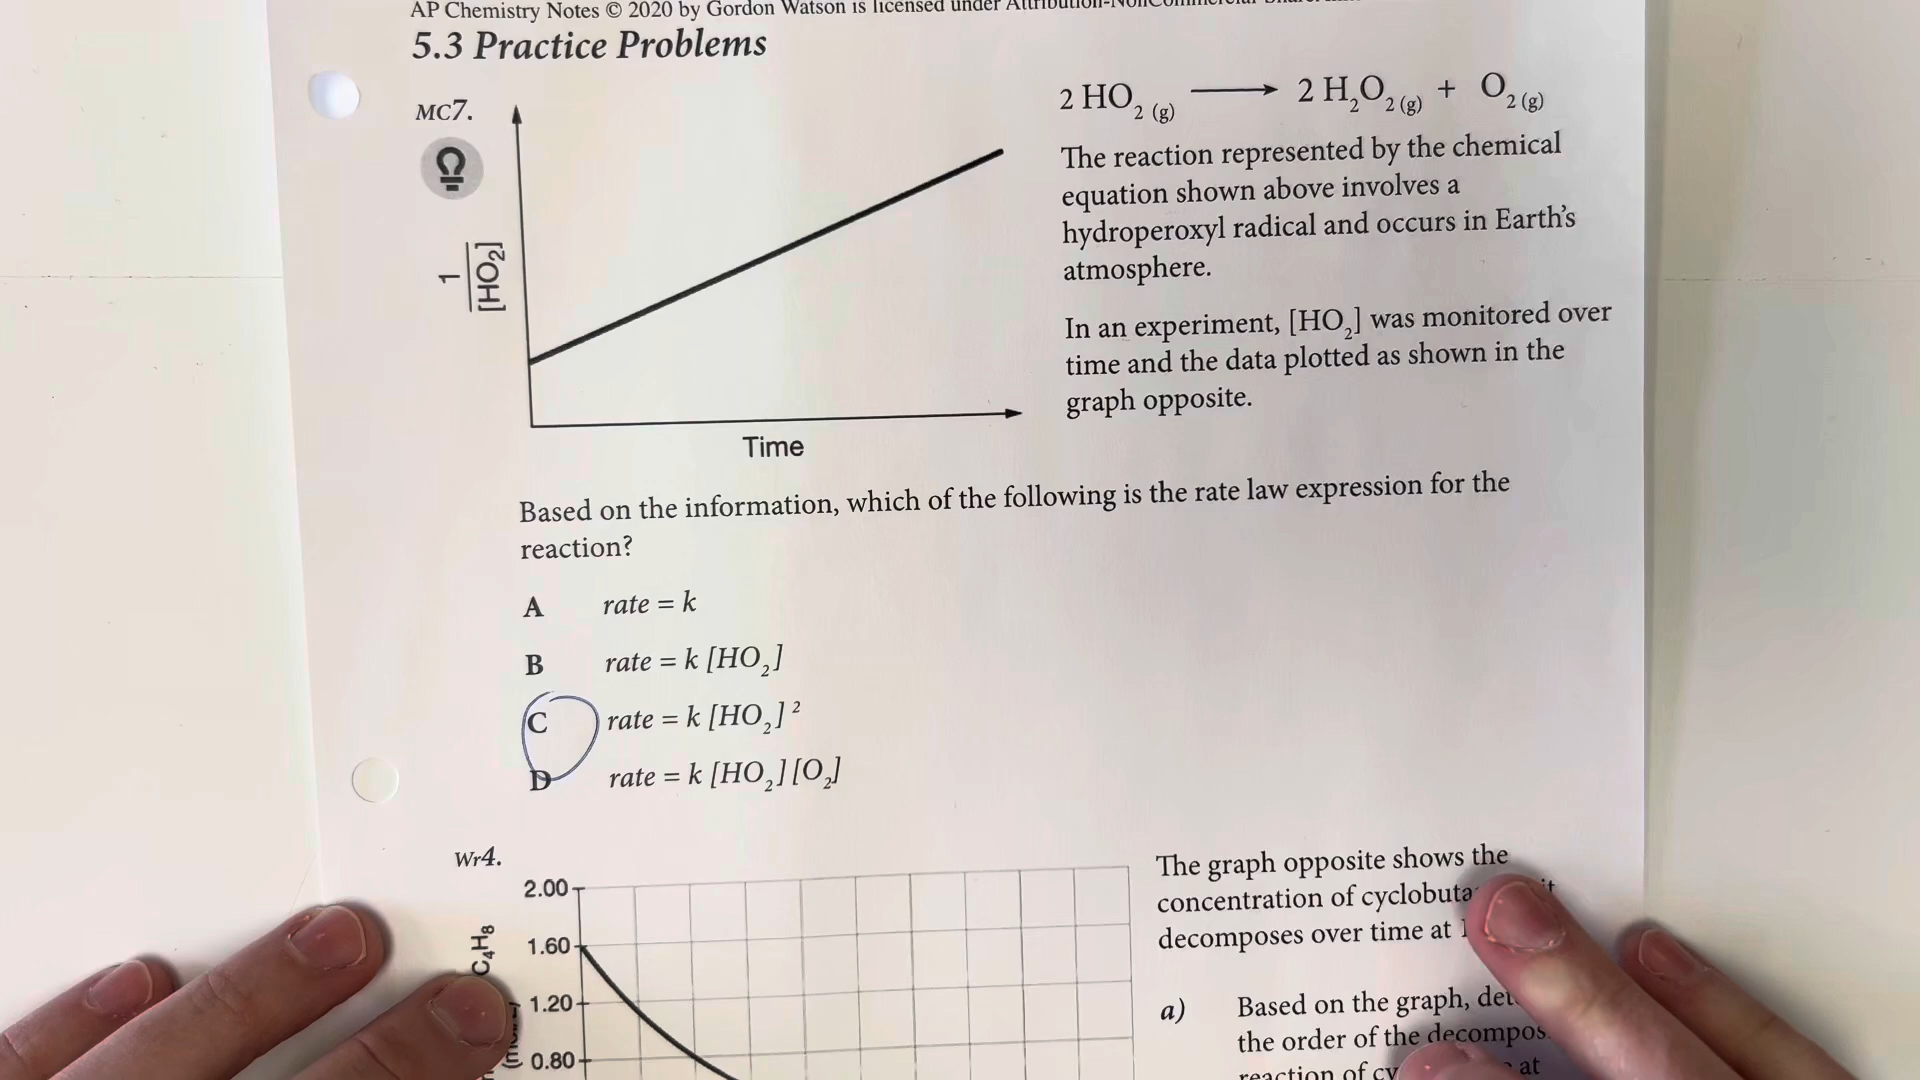 AP Chemistry Notes © 2020 by Gordon Watson is licensed under
5.3 Practice Problems
MC7.
1
[HO₂]
Time
2 HO₂ (g) ⟶ 2 H₂O₂ (g) + O₂ (g)
The reaction represented by the chemical
equation shown above involves a
hydroperoxyl radical and occurs in Earth's
atmosphere.
In an experiment, [HO₂] was monitored over
time and the data plotted as shown in the
graph opposite.
Based on the information, which of the following is the rate law expression for the
reaction?
A rate = k
B rate = k [HO₂]
C rate = k [HO₂]²
D rate = k [HO₂] [O₂]
Wr4.
2.00
1.60
1.20
0.80
C₄H₈
The graph opposite shows the
concentration of
decomposes over time at
a) Based on the graph,
the order of the
reaction of at